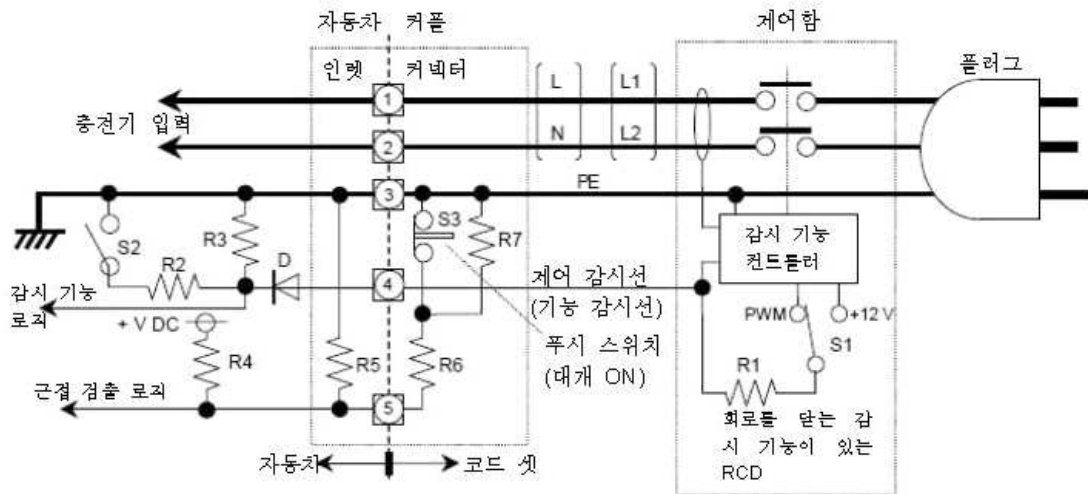 자동차 커플
제어함
플러그
인렛 커넥터
L L1
충전기 입력
N L2
PE
S3
S2
R3
R7
R2
D
감시 기능
컨트롤러
제어 감시선
(기능 감시선)
감시 기능
로직
+ V DC
PWM
+12 V
S1
푸시 스위치
(대개 ON)
R4
R5
R6
R1
근접 검출 로직
회로를 닫는 감
시 기능이 있는
RCD
자동차
코드 셋
1
2
3
4
5